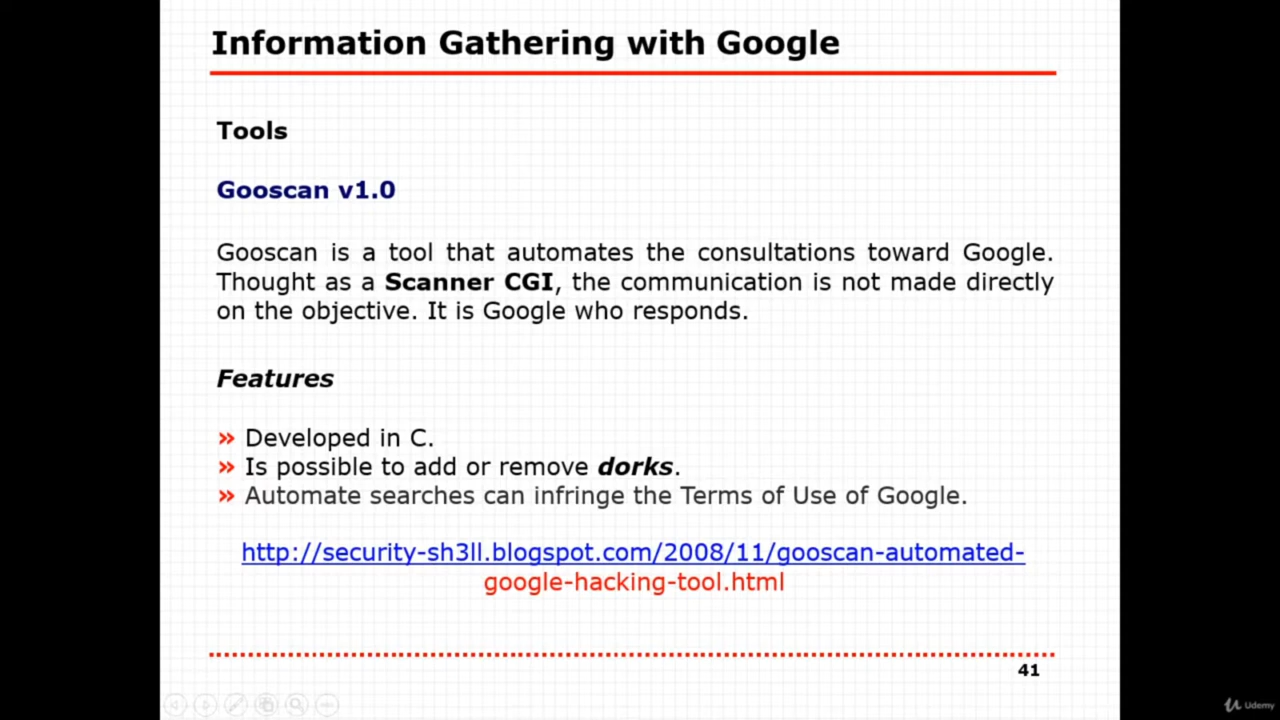 Information Gathering with Google
Tools
Gooscan v1.0
Gooscan is a tool that automates the consultations toward Google.
Thought as a Scanner CGI, the communication is not made directly
on the objective. It is Google who responds.
Features
» Developed in C.
» Is possible to add or remove dorks.
» Automate searches can infringe the Terms of Use of Google.
http://security-sh3ll.blogspot.com/2008/11/gooscan-automated-
google-hacking-tool.html
41
Udemy